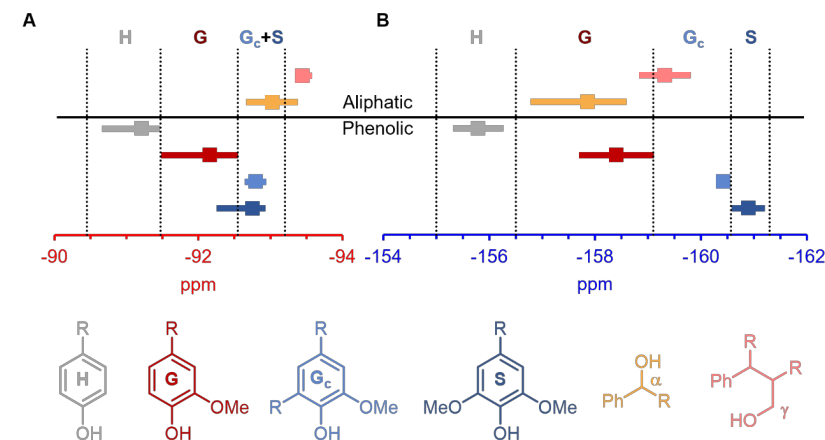 A
H G Gc+S
B
H G Gc S
Aliphatic
Phenolic
-90 -92 -94
ppm
-154 -156 -158 -160 -162
ppm
R
H
OH
R
G
OMe
OH
R
Gc
R
OMe
OH
R
S
MeO
OMe
OH
OH
α
Ph
R
R
Ph
R
HO
γ